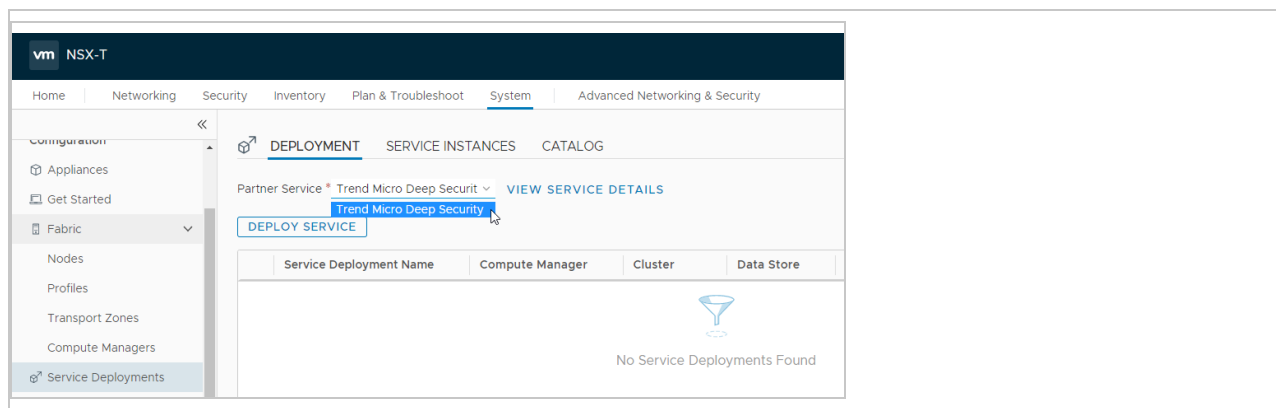 vm NSX-T
Home Networking Security Inventory Plan & Troubleshoot System Advanced Networking & Security
Configuration
DEPLOYMENT SERVICE INSTANCES CATALOG
Appliances
Partner Service * Trend Micro Deep Securit VIEW SERVICE DETAILS
Get Started
Trend Micro Deep Security
Fabric
DEPLOY SERVICE
Nodes
Service Deployment Name Compute Manager Cluster Data Store
Profiles
Transport Zones
Compute Managers
No Service Deployments Found
Service Deployments